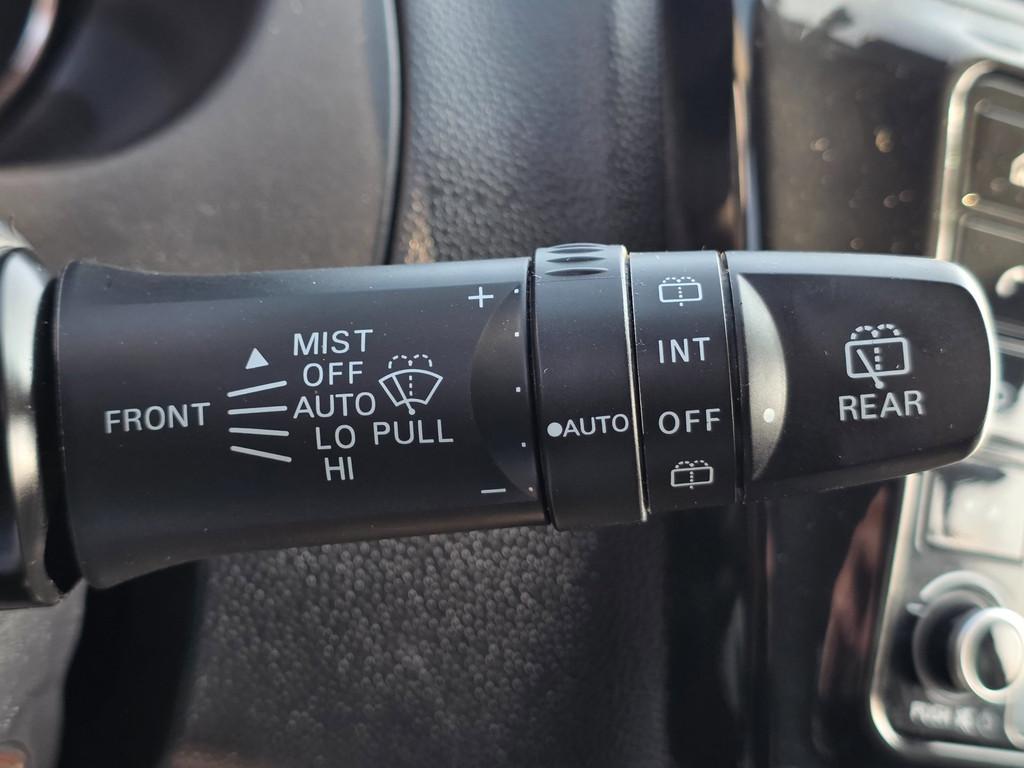 MIST
OFF
FRONT AUTO
LO PULL
HI
+
−
●AUTO
INT
OFF
REAR